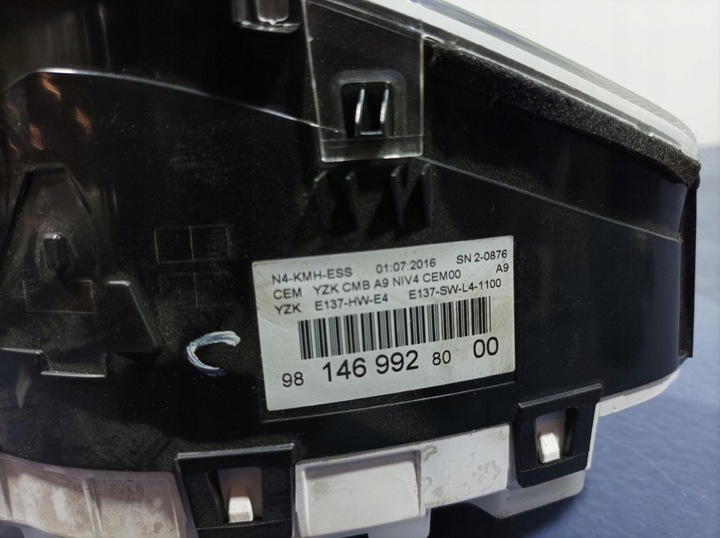 N4-KMH-ESS 01:07:2016 SN 2-0876
CEM YZK CMB A9 NIV4 CEM00 A9
YZK E137-HW-E4 E137-SW-L4-1100
98 146 992 80 00
C